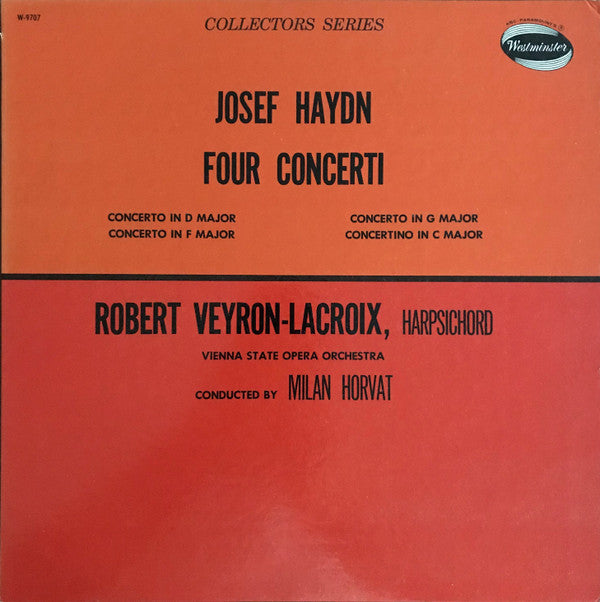 W-9707
COLLECTORS SERIES
ABC-PARAMOUNT'S
Westminster
JOSEF HAYDN
FOUR CONCERTI
CONCERTO IN D MAJOR
CONCERTO IN G MAJOR
CONCERTO IN F MAJOR
CONCERTINO IN C MAJOR
ROBERT VEYRON-LACROIX, HARPSICHORD
VIENNA STATE OPERA ORCHESTRA
CONDUCTED BY MILAN HORVAT